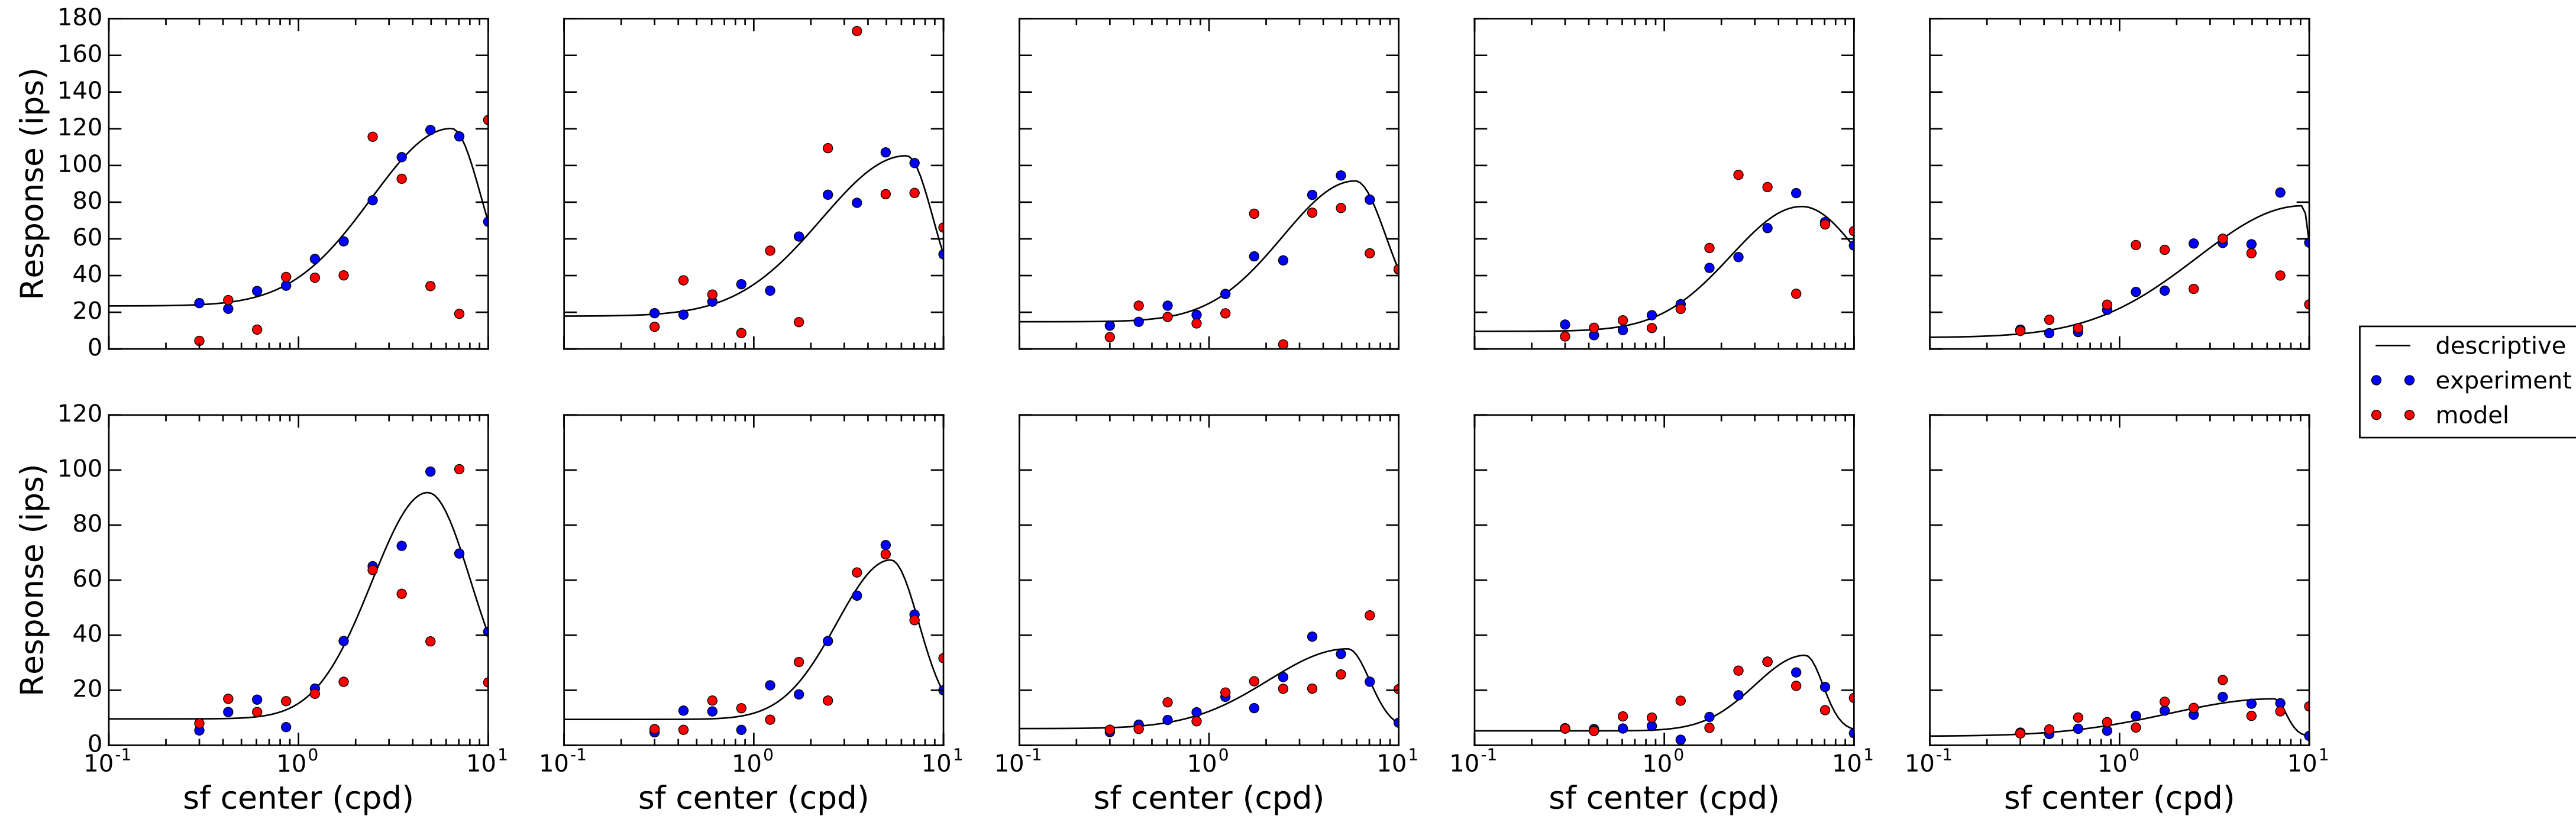 180
160
140
120
100
80
60
40
20
0
Response (ips)
descriptive
experiment
model
120
100
80
60
40
20
0
Response (ips)
10⁻¹ 10⁰ 10¹ 10⁻¹ 10⁰ 10¹ 10⁻¹ 10⁰ 10¹ 10⁻¹ 10⁰ 10¹ 10⁻¹ 10⁰ 10¹
sf center (cpd) sf center (cpd) sf center (cpd) sf center (cpd) sf center (cpd)